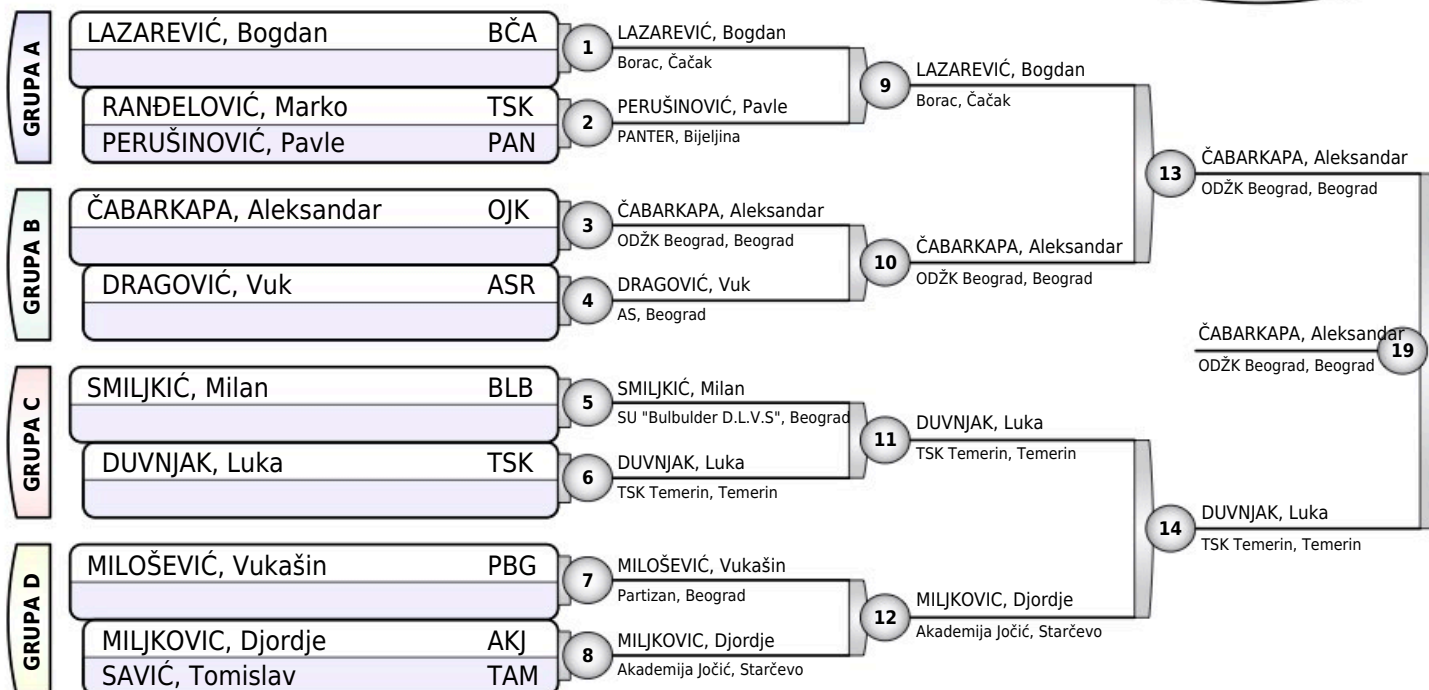 GRUPA A
LAZAREVIĆ, Bogdan BČA
RANĐELOVIĆ, Marko TSK
PERUŠINOVIĆ, Pavle PAN
GRUPA B
ČABARKAPA, Aleksandar OJK
DRAGOVIĆ, Vuk ASR
GRUPA C
SMILJKIĆ, Milan BLB
DUVNJAK, Luka TSK
GRUPA D
MILOŠEVIĆ, Vukašin PBG
MILJKOVIC, Djordje AKJ
SAVIĆ, Tomislav TAM
1
LAZAREVIĆ, Bogdan
Borac, Čačak
2
PERUŠINOVIĆ, Pavle
PANTER, Bijeljina
3
ČABARKAPA, Aleksandar
ODŽK Beograd, Beograd
4
DRAGOVIĆ, Vuk
AS, Beograd
5
SMILJKIĆ, Milan
SU "Bulbulder D.L.V.S", Beograd
6
DUVNJAK, Luka
TSK Temerin, Temerin
7
MILOŠEVIĆ, Vukašin
Partizan, Beograd
8
MILJKOVIC, Djordje
Akademija Jočić, Starčevo
9
LAZAREVIĆ, Bogdan
Borac, Čačak
10
ČABARKAPA, Aleksandar
ODŽK Beograd, Beograd
11
DUVNJAK, Luka
TSK Temerin, Temerin
12
MILJKOVIC, Djordje
Akademija Jočić, Starčevo
13
ČABARKAPA, Aleksandar
ODŽK Beograd, Beograd
14
DUVNJAK, Luka
TSK Temerin, Temerin
ČABARKAPA, Aleksandar
19
ODŽK Beograd, Beograd